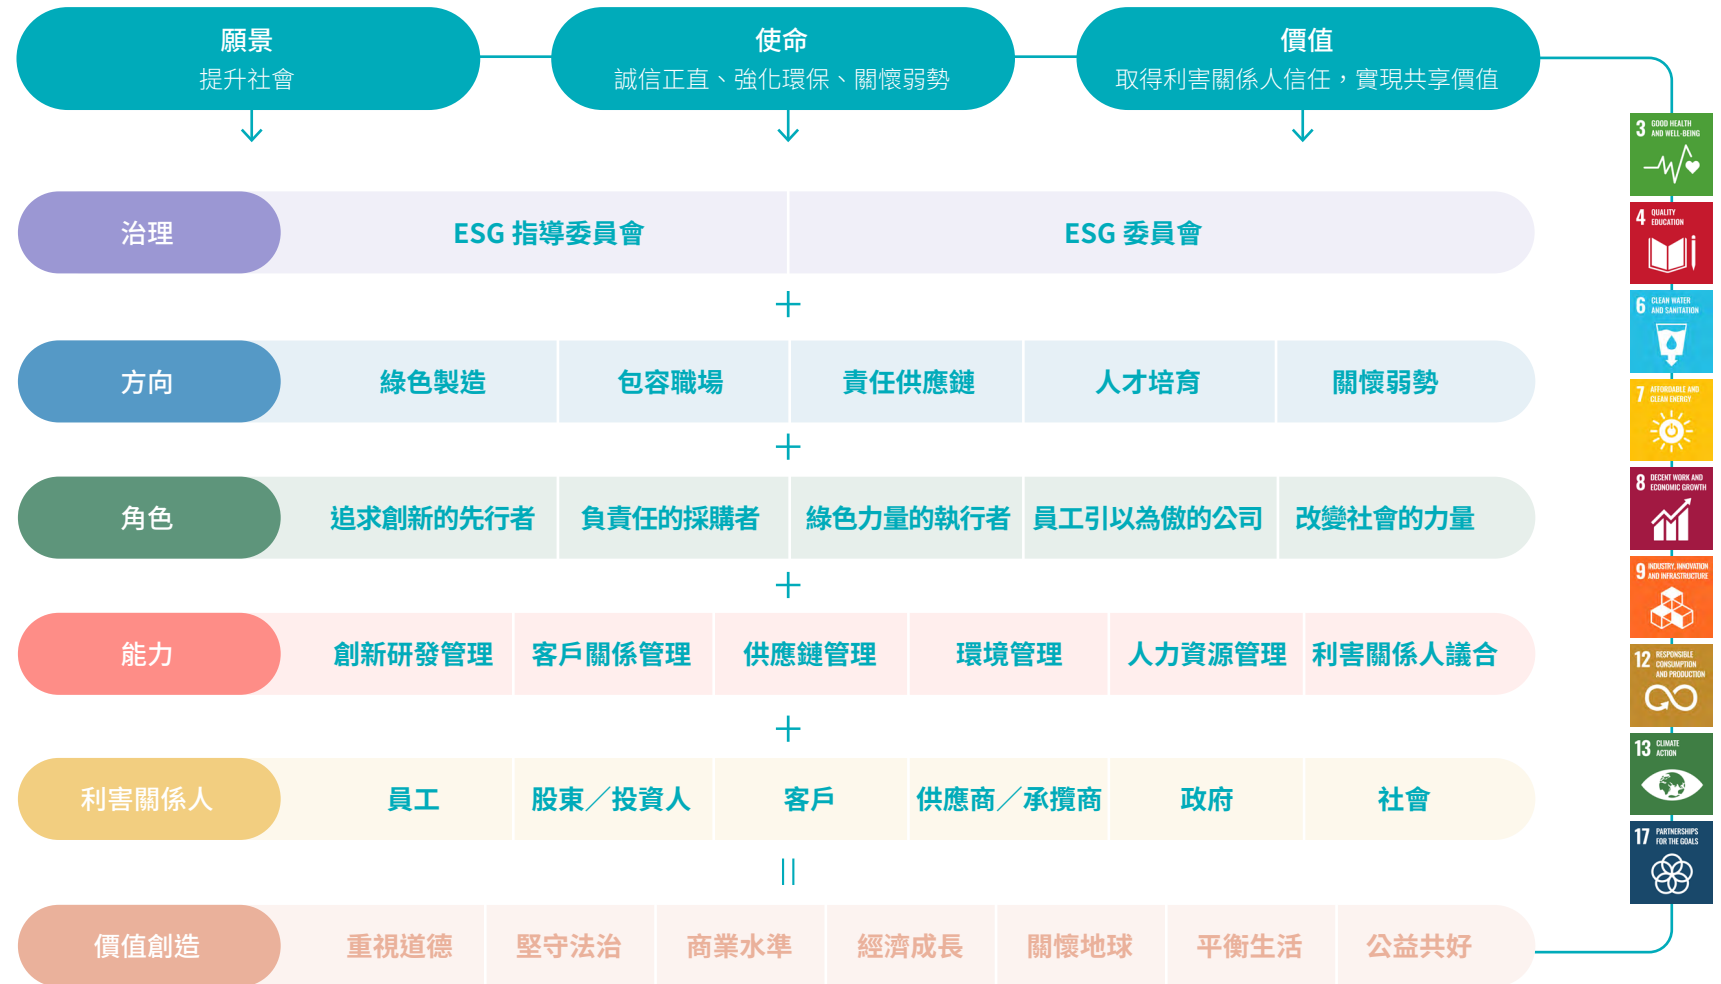 願景
提升社會
使命
誠信正直、強化環保、關懷弱勢
價值
取得利害關係人信任，實現共享價值
治理
ESG 指導委員會
ESG 委員會
方向
綠色製造
包容職場
責任供應鏈
人才培育
關懷弱勢
角色
追求創新的先行者
負責任的採購者
綠色力量的執行者
員工引以為傲的公司
改變社會的力量
能力
創新研發管理
客戶關係管理
供應鏈管理
環境管理
人力資源管理
利害關係人議合
利害關係人
員工
股東／投資人
客戶
供應商／承攬商
政府
社會
價值創造
重視道德
堅守法治
商業水準
經濟成長
關懷地球
平衡生活
公益共好
3 GOOD HEALTH
AND WELL-BEING
4 QUALITY
EDUCATION
6 CLEAN WATER
AND SANITATION
7 AFFORDABLE AND
CLEAN ENERGY
8 DECENT WORK AND
ECONOMIC GROWTH
9 INDUSTRY, INNOVATION
AND INFRASTRUCTURE
12 RESPONSIBLE
CONSUMPTION
AND PRODUCTION
13 CLIMATE
ACTION
17 PARTNERSHIPS
FOR THE GOALS